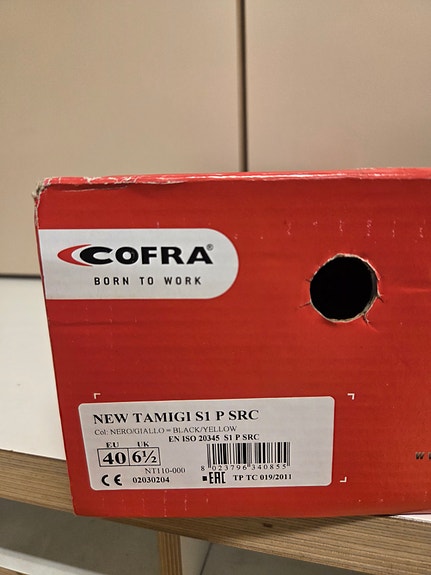 COFRA®
BORN TO WORK
NEW TAMIGI S1 P SRC
Col: NERO/GIALLO = BLACK/YELLOW
EN ISO 20345 S1 P SRC
EU UK
40 6½
NT110-000
8 023796 340855
CE 02030204
EAC TP TC 019/2011